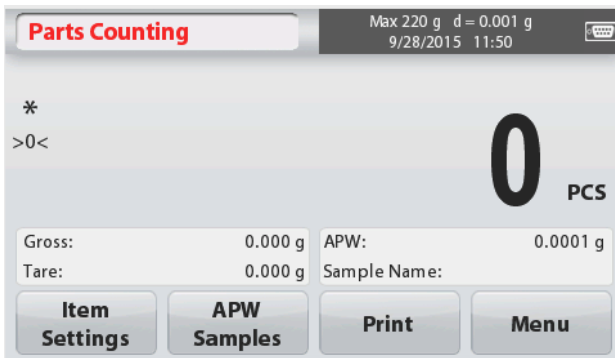 Parts Counting
Max 220 g d = 0.001 g
9/28/2015 11:50
*
>0<
0 PCS
Gross: 0.000 g
Tare: 0.000 g
APW: 0.0001 g
Sample Name:
Item Settings
APW Samples
Print
Menu